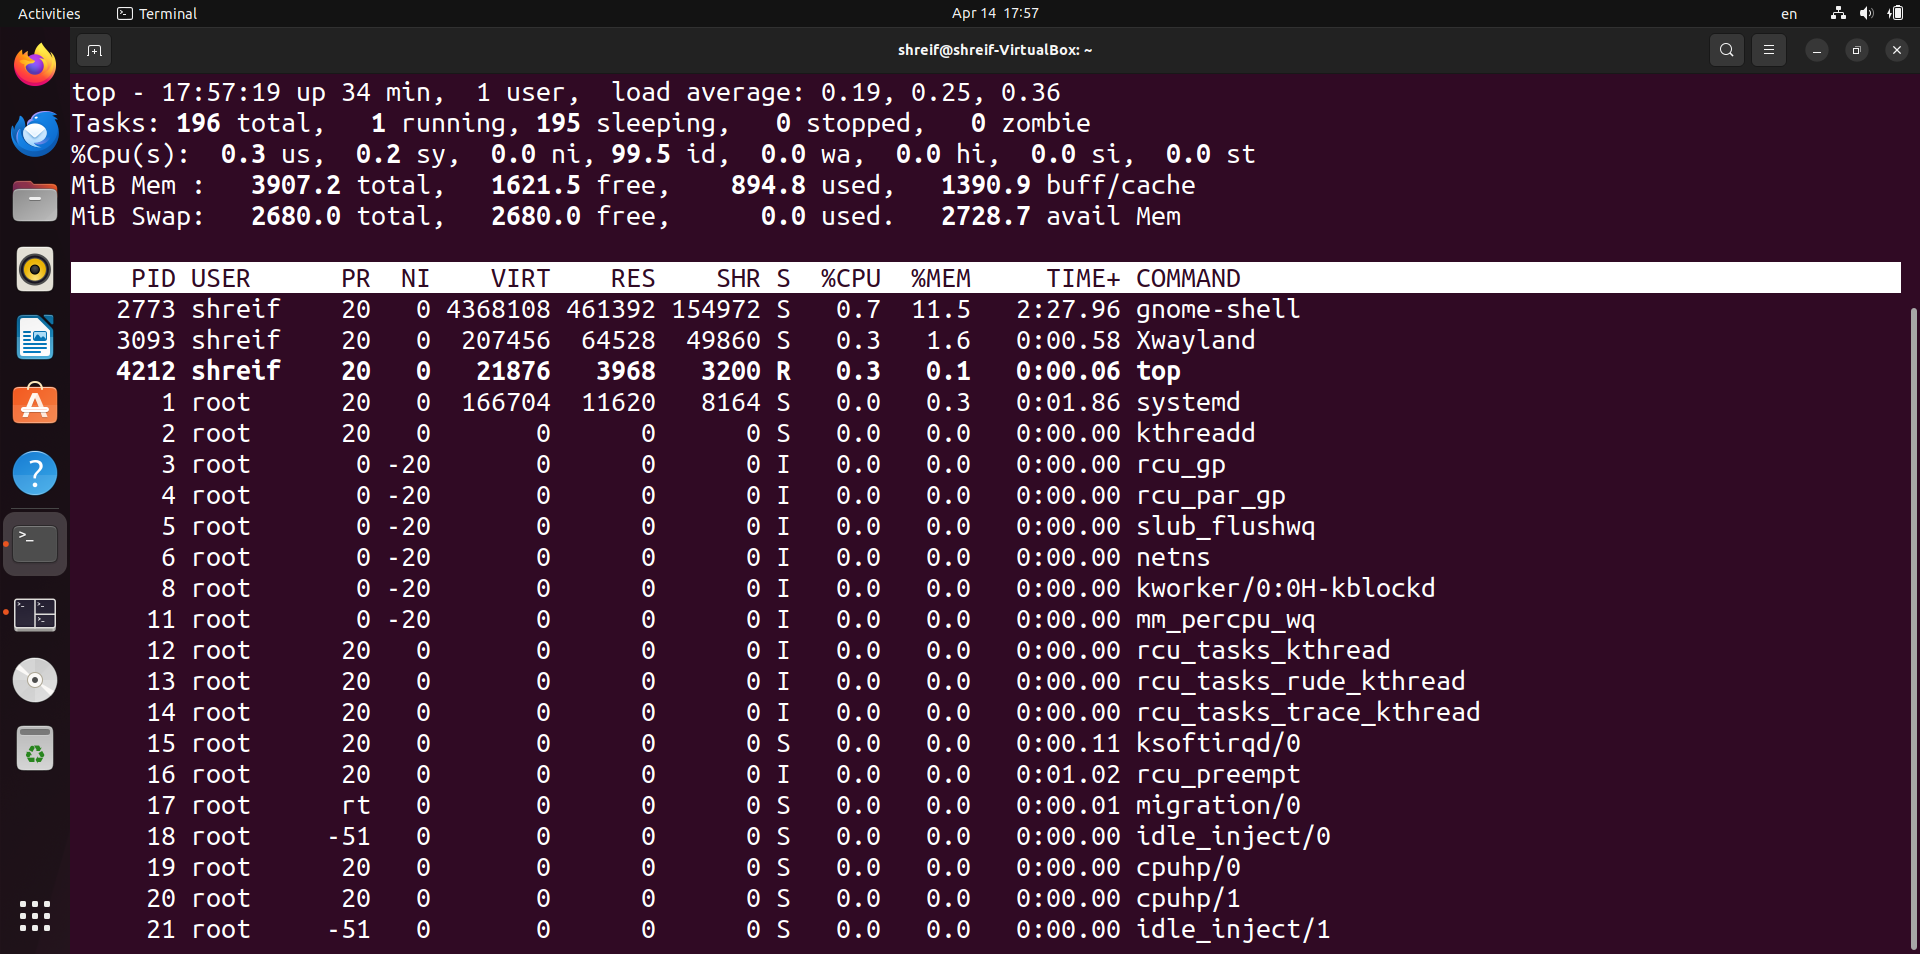 Activities Terminal Apr 14 17:57 en
shreif@shreif-VirtualBox: ~
top - 17:57:19 up 34 min,  1 user,  load average: 0.19, 0.25, 0.36
Tasks: 196 total,   1 running, 195 sleeping,   0 stopped,   0 zombie
%Cpu(s):  0.3 us,  0.2 sy,  0.0 ni, 99.5 id,  0.0 wa,  0.0 hi,  0.0 si,  0.0 st
MiB Mem :   3907.2 total,   1621.5 free,    894.8 used,   1390.9 buff/cache
MiB Swap:   2680.0 total,   2680.0 free,      0.0 used.   2728.7 avail Mem
PID USER PR NI VIRT RES SHR S %CPU %MEM TIME+ COMMAND
2773 shreif 20 0 4368108 461392 154972 S 0.7 11.5 2:27.96 gnome-shell
3093 shreif 20 0 207456 64528 49860 S 0.3 1.6 0:00.58 Xwayland
4212 shreif 20 0 21876 3968 3200 R 0.3 0.1 0:00.06 top
1 root 20 0 166704 11620 8164 S 0.0 0.3 0:01.86 systemd
2 root 20 0 0 0 0 S 0.0 0.0 0:00.00 kthreadd
3 root 0 -20 0 0 0 I 0.0 0.0 0:00.00 rcu_gp
4 root 0 -20 0 0 0 I 0.0 0.0 0:00.00 rcu_par_gp
5 root 0 -20 0 0 0 I 0.0 0.0 0:00.00 slub_flushwq
6 root 0 -20 0 0 0 I 0.0 0.0 0:00.00 netns
8 root 0 -20 0 0 0 I 0.0 0.0 0:00.00 kworker/0:0H-kblockd
11 root 0 -20 0 0 0 I 0.0 0.0 0:00.00 mm_percpu_wq
12 root 20 0 0 0 0 I 0.0 0.0 0:00.00 rcu_tasks_kthread
13 root 20 0 0 0 0 I 0.0 0.0 0:00.00 rcu_tasks_rude_kthread
14 root 20 0 0 0 0 I 0.0 0.0 0:00.00 rcu_tasks_trace_kthread
15 root 20 0 0 0 0 S 0.0 0.0 0:00.11 ksoftirqd/0
16 root 20 0 0 0 0 I 0.0 0.0 0:01.02 rcu_preempt
17 root rt 0 0 0 0 S 0.0 0.0 0:00.01 migration/0
18 root -51 0 0 0 0 S 0.0 0.0 0:00.00 idle_inject/0
19 root 20 0 0 0 0 S 0.0 0.0 0:00.00 cpuhp/0
20 root 20 0 0 0 0 S 0.0 0.0 0:00.00 cpuhp/1
21 root -51 0 0 0 0 S 0.0 0.0 0:00.00 idle_inject/1